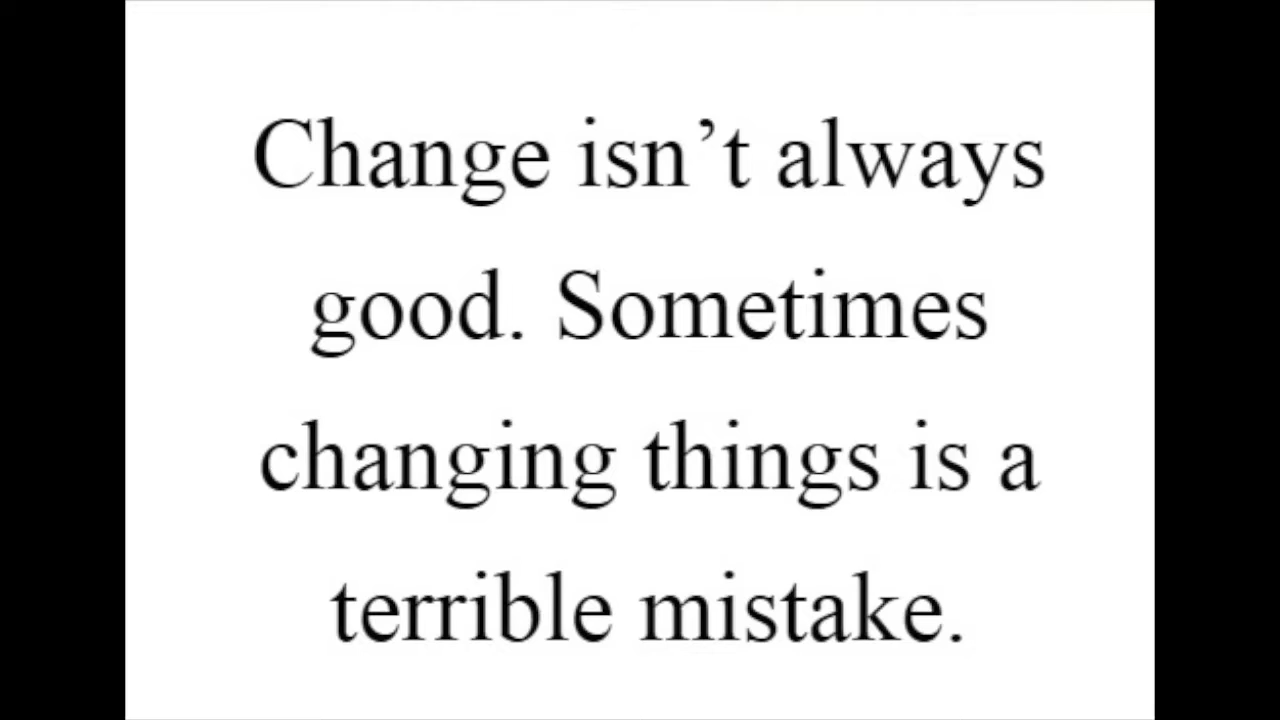 Change isn’t always
good. Sometimes
changing things is a
terrible mistake.